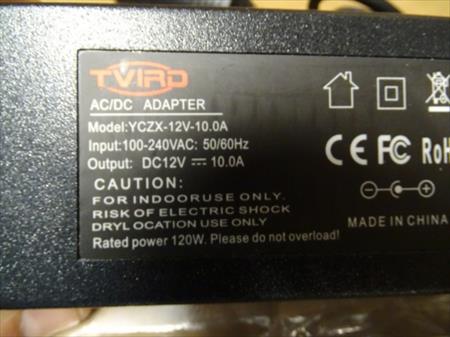 TVIRD
AC/DC ADAPTER
Model:YCZX-12V-10.0A
Input:100-240VAC: 50/60Hz
Output: DC12V ⎓ 10.0A
CAUTION:
FOR INDOORUSE ONLY.
RISK OF ELECTRIC SHOCK
DRYL OCATION USE ONLY
Rated power 120W. Please do not overload!
CE FC RoH
MADE IN CHINA